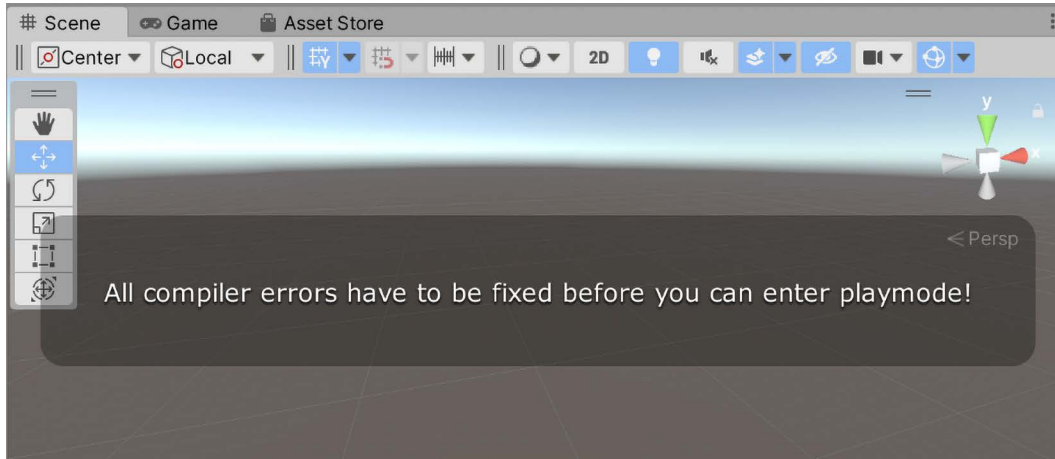 Scene Game Asset Store
Center Local 2D
y
x
Persp
All compiler errors have to be fixed before you can enter playmode!